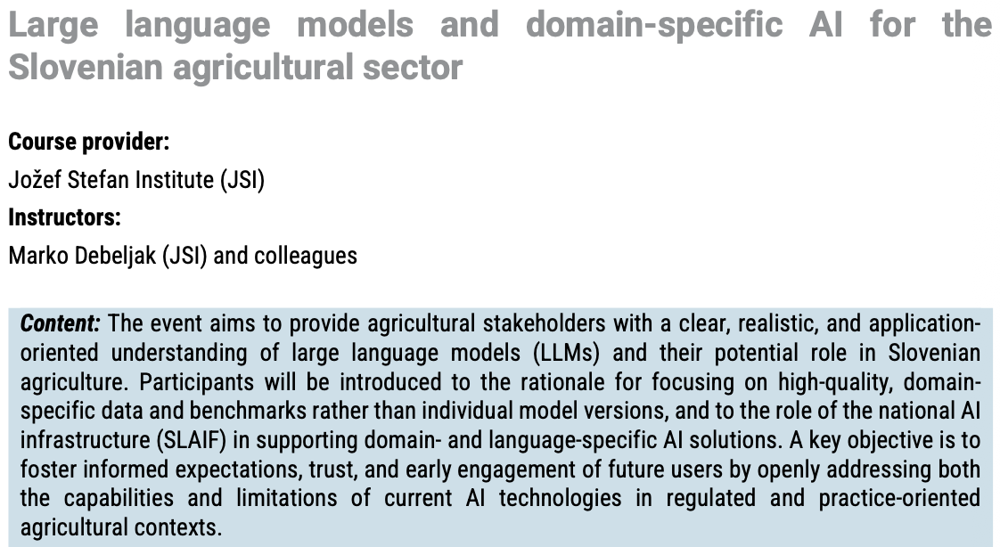 Large language models and domain-specific AI for the
Slovenian agricultural sector
Course provider:
Jožef Stefan Institute (JSI)
Instructors:
Marko Debeljak (JSI) and colleagues
Content: The event aims to provide agricultural stakeholders with a clear, realistic, and application-
oriented understanding of large language models (LLMs) and their potential role in Slovenian
agriculture. Participants will be introduced to the rationale for focusing on high-quality, domain-
specific data and benchmarks rather than individual model versions, and to the role of the national AI
infrastructure (SLAIF) in supporting domain- and language-specific AI solutions. A key objective is to
foster informed expectations, trust, and early engagement of future users by openly addressing both
the capabilities and limitations of current AI technologies in regulated and practice-oriented
agricultural contexts.